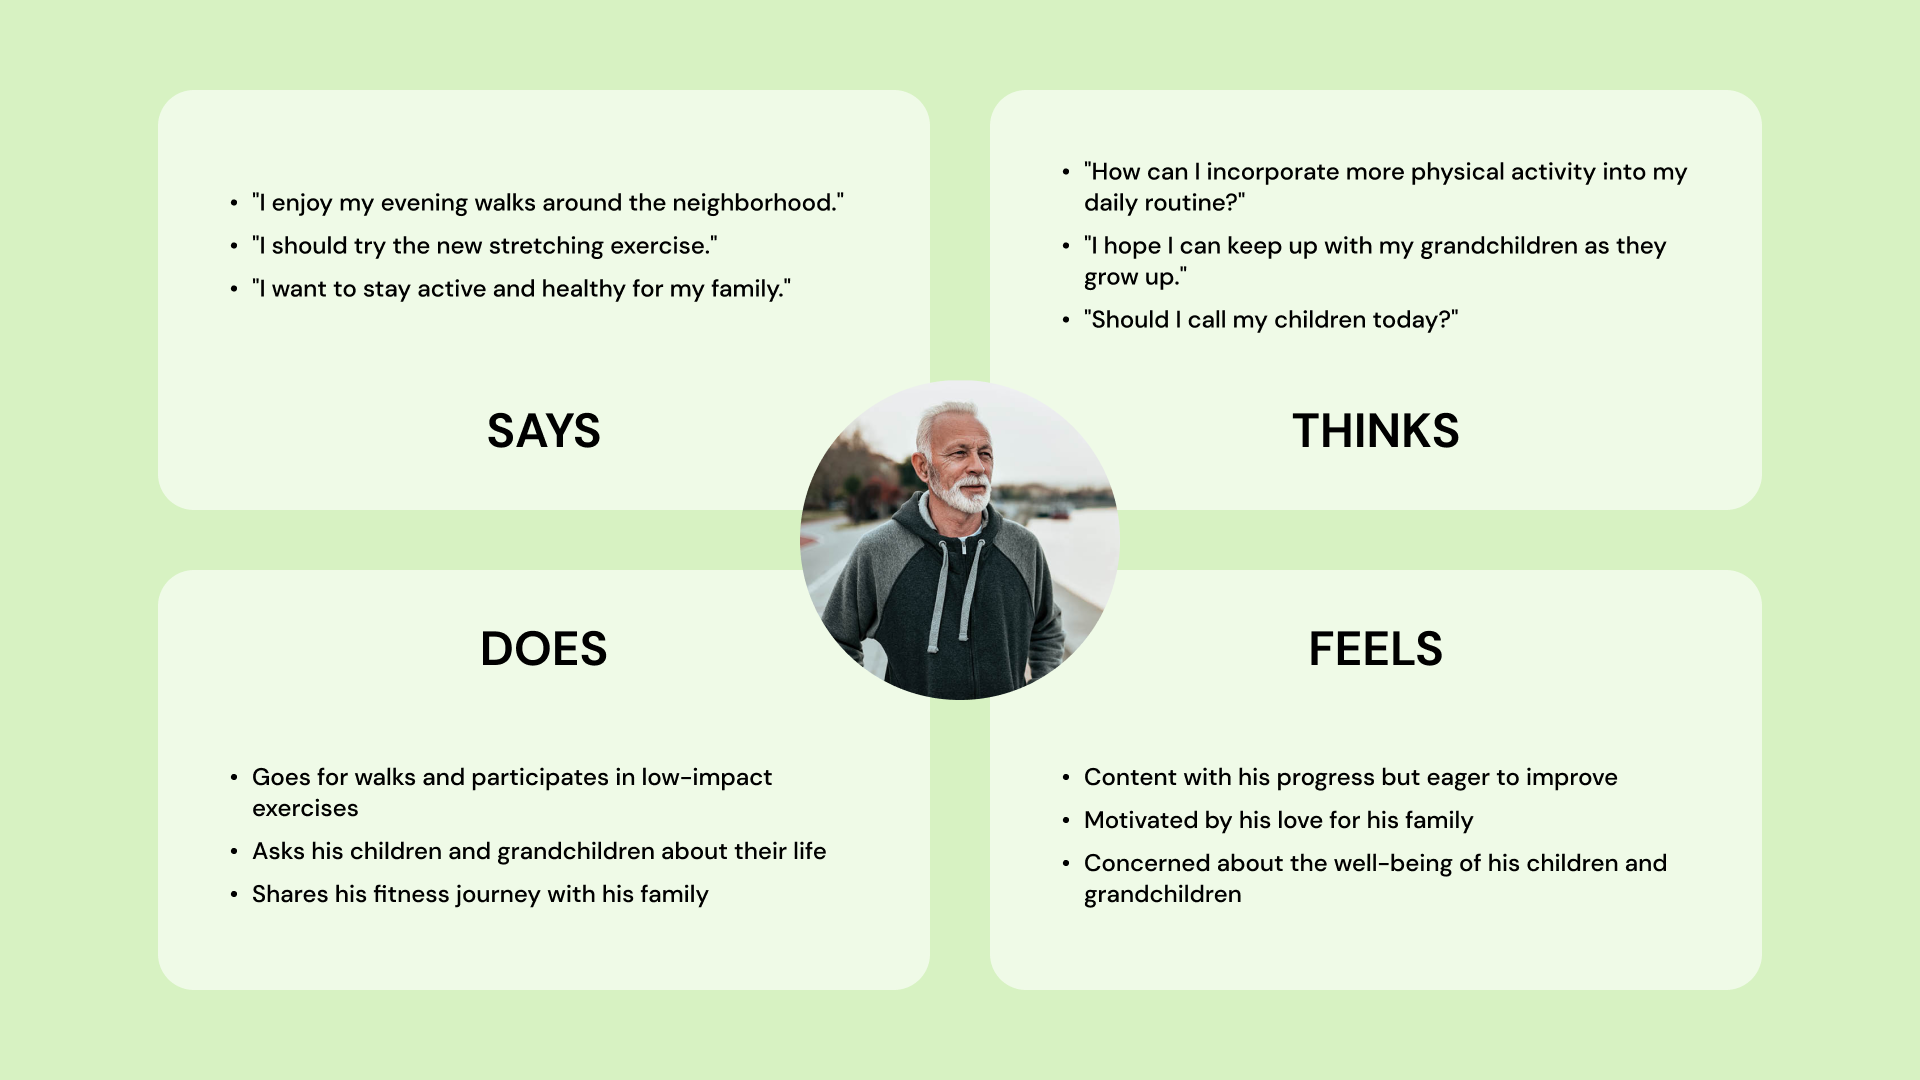 • "I enjoy my evening walks around the neighborhood."
• "I should try the new stretching exercise."
• "I want to stay active and healthy for my family."
SAYS
• "How can I incorporate more physical activity into my
daily routine?"
• "I hope I can keep up with my grandchildren as they
grow up."
• "Should I call my children today?"
THINKS
DOES
• Goes for walks and participates in low-impact
exercises
• Asks his children and grandchildren about their life
• Shares his fitness journey with his family
FEELS
• Content with his progress but eager to improve
• Motivated by his love for his family
• Concerned about the well-being of his children and
grandchildren